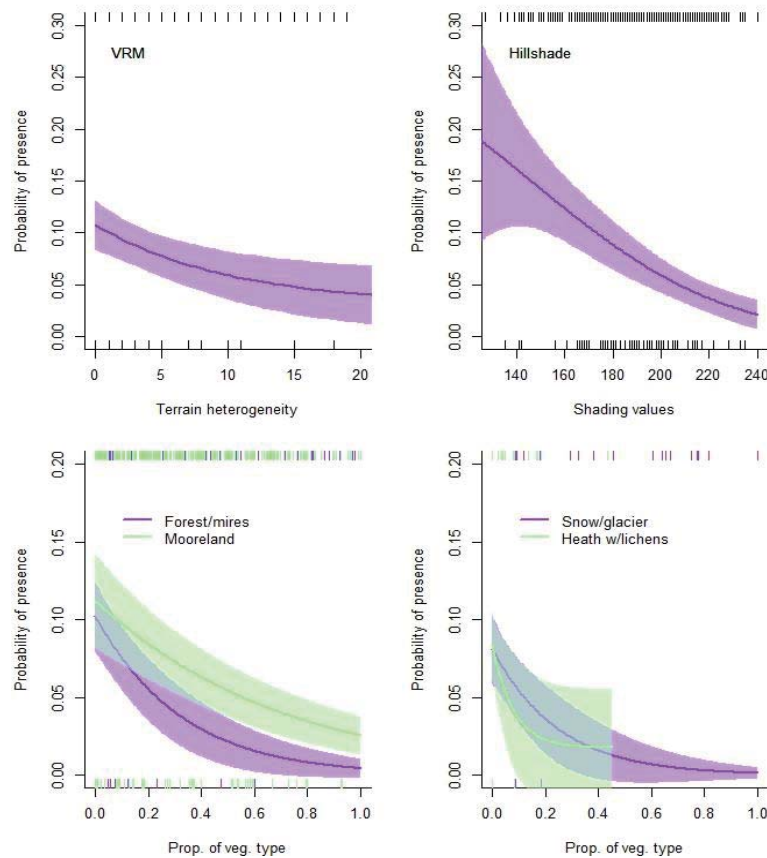 VRM
Probability of presence
0.00 0.05 0.10 0.15 0.20 0.25 0.30
0 5 10 15 20
Terrain heterogeneity
Hillshade
Probability of presence
0.00 0.05 0.10 0.15 0.20 0.25 0.30
140 160 180 200 220 240
Shading values
Forest/mires
Mooreland
Probability of presence
0.00 0.05 0.10 0.15 0.20
0.0 0.2 0.4 0.6 0.8 1.0
Prop. of veg. type
Snow/glacier
Heath w/lichens
Probability of presence
0.00 0.05 0.10 0.15 0.20
0.0 0.2 0.4 0.6 0.8 1.0
Prop. of veg. type